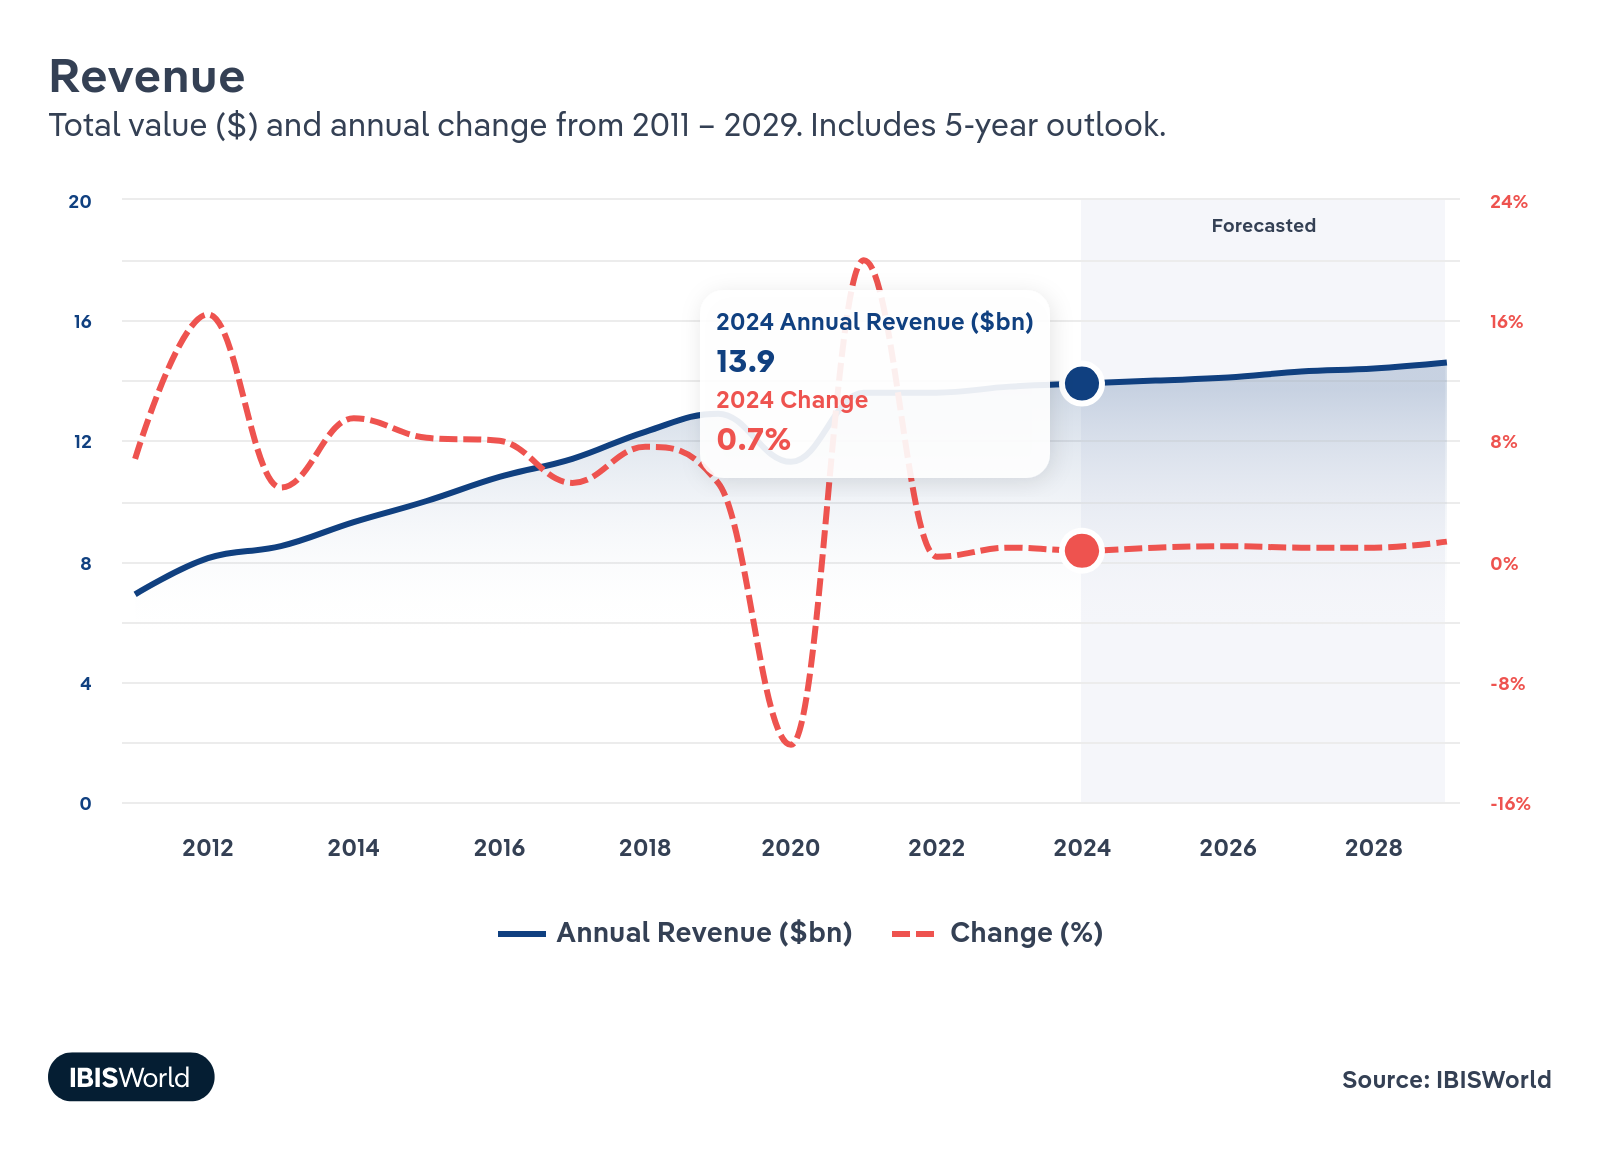 Revenue
Total value ($) and annual change from 2011 – 2029. Includes 5-year outlook.
20
24%
Forecasted
16
16%
2024 Annual Revenue ($bn)
13.9
2024 Change
0.7%
12
8%
8
0%
4
-8%
0
-16%
2012 2014 2016 2018 2020 2022 2024 2026 2028
Annual Revenue ($bn) Change (%)
IBISWorld
Source: IBISWorld